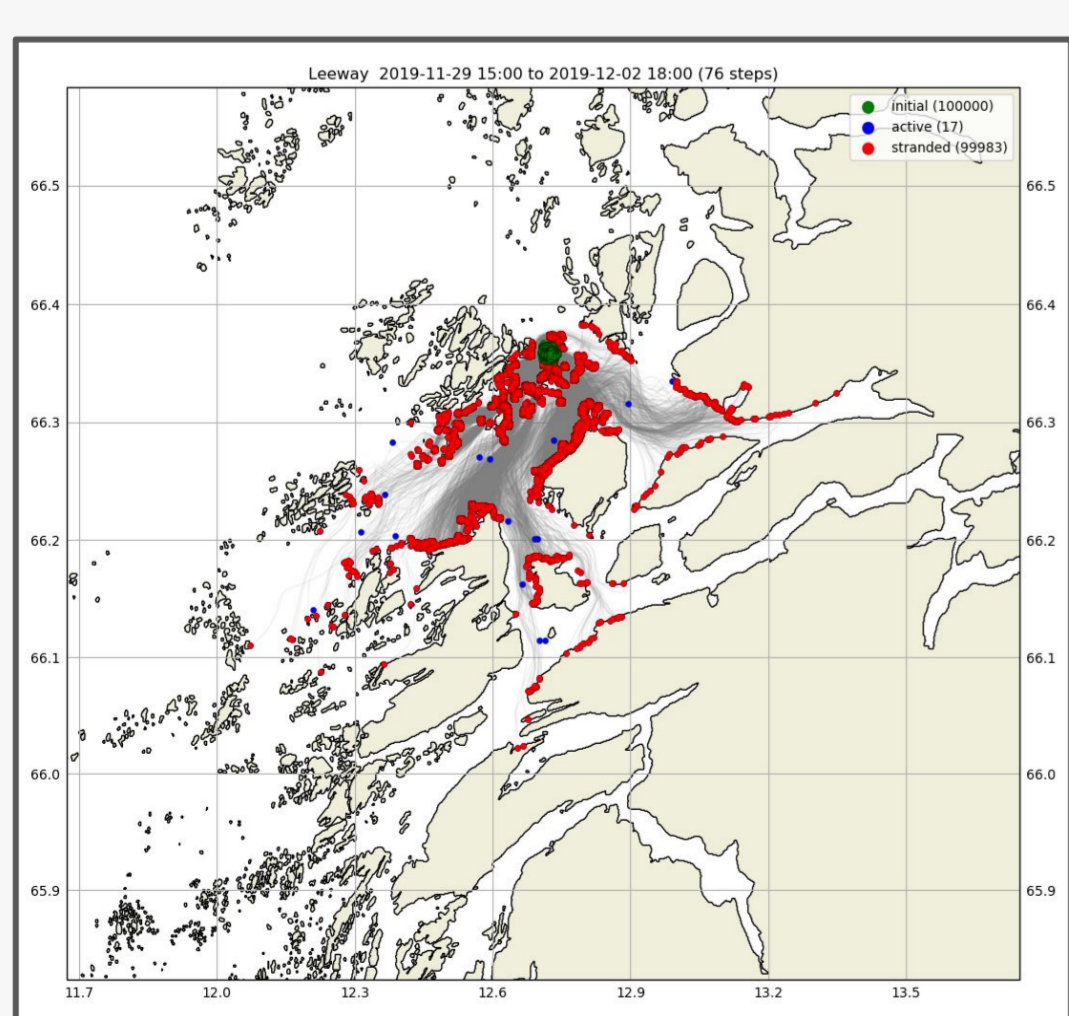 Leeway 2019-11-29 15:00 to 2019-12-02 18:00 (76 steps)
initial (100000)
active (17)
stranded (99983)
66.5 66.5
66.4 66.4
66.3 66.3
66.2 66.2
66.1 66.1
66.0 66.0
65.9 65.9
11.7 12.0 12.3 12.6 12.9 13.2 13.5